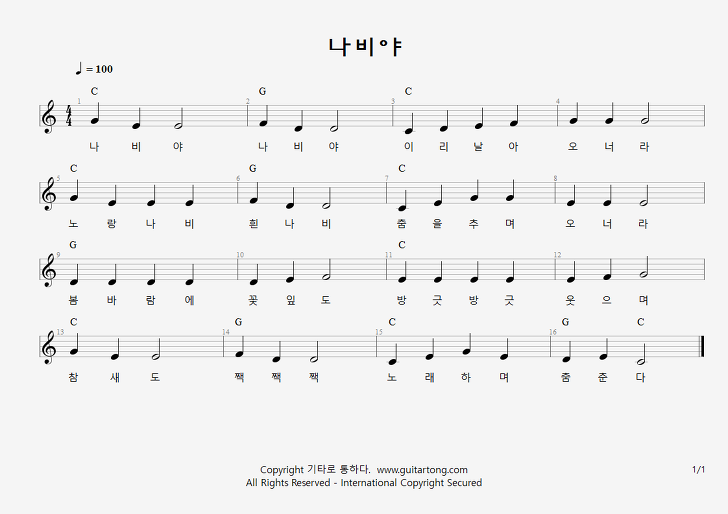 나비야
♩ = 100
C G C
1 2 3 4
4
4
나 비 야 나 비 야 이 리 날 아 오 너 라
C G C
5 6 7 8
노 랑 나 비 흰 나 비 춤 을 추 며 오 너 라
G C
9 10 11 12
봄 바 람 에 꽃 잎 도 방 긋 방 긋 웃 으 며
C G C G C
13 14 15 16
참 새 도 짹 짹 짹 노 래 하 며 춤 춘 다
Copyright 기타로 통하다. www.guitartong.com 1/1
All Rights Reserved - International Copyright Secured